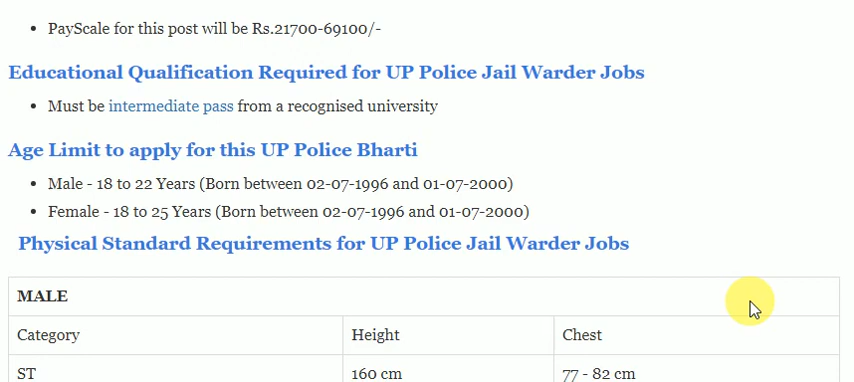 PayScale for this post will be Rs.21700-69100/-
Educational Qualification Required for UP Police Jail Warder Jobs
Must be intermediate pass from a recognised university
Age Limit to apply for this UP Police Bharti
Male - 18 to 22 Years (Born between 02-07-1996 and 01-07-2000)
Female - 18 to 25 Years (Born between 02-07-1996 and 01-07-2000)
Physical Standard Requirements for UP Police Jail Warder Jobs
MALE
Category Height Chest
ST 160 cm 77 - 82 cm